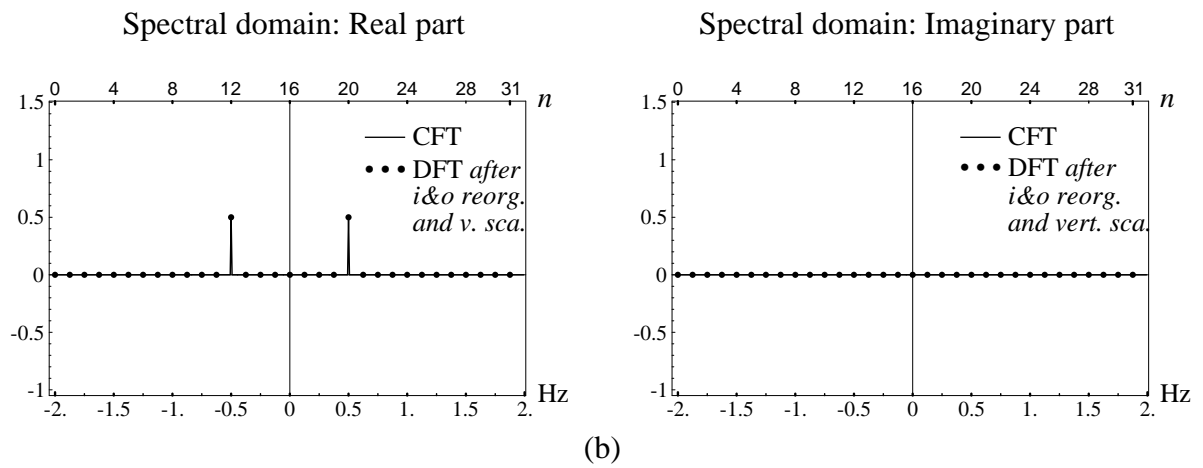 Spectral domain: Real part
0 4 8 12 16 20 24 28 31 n
1.5
1
0.5
0
-0.5
-1
CFT
DFT after
i&o reorg.
and v. sca.
-2. -1.5 -1. -0.5 0 0.5 1. 1.5 2. Hz
Spectral domain: Imaginary part
0 4 8 12 16 20 24 28 31 n
1.5
1
0.5
0
-0.5
-1
CFT
DFT after
i&o reorg.
and vert. sca.
-2. -1.5 -1. -0.5 0 0.5 1. 1.5 2. Hz
(b)